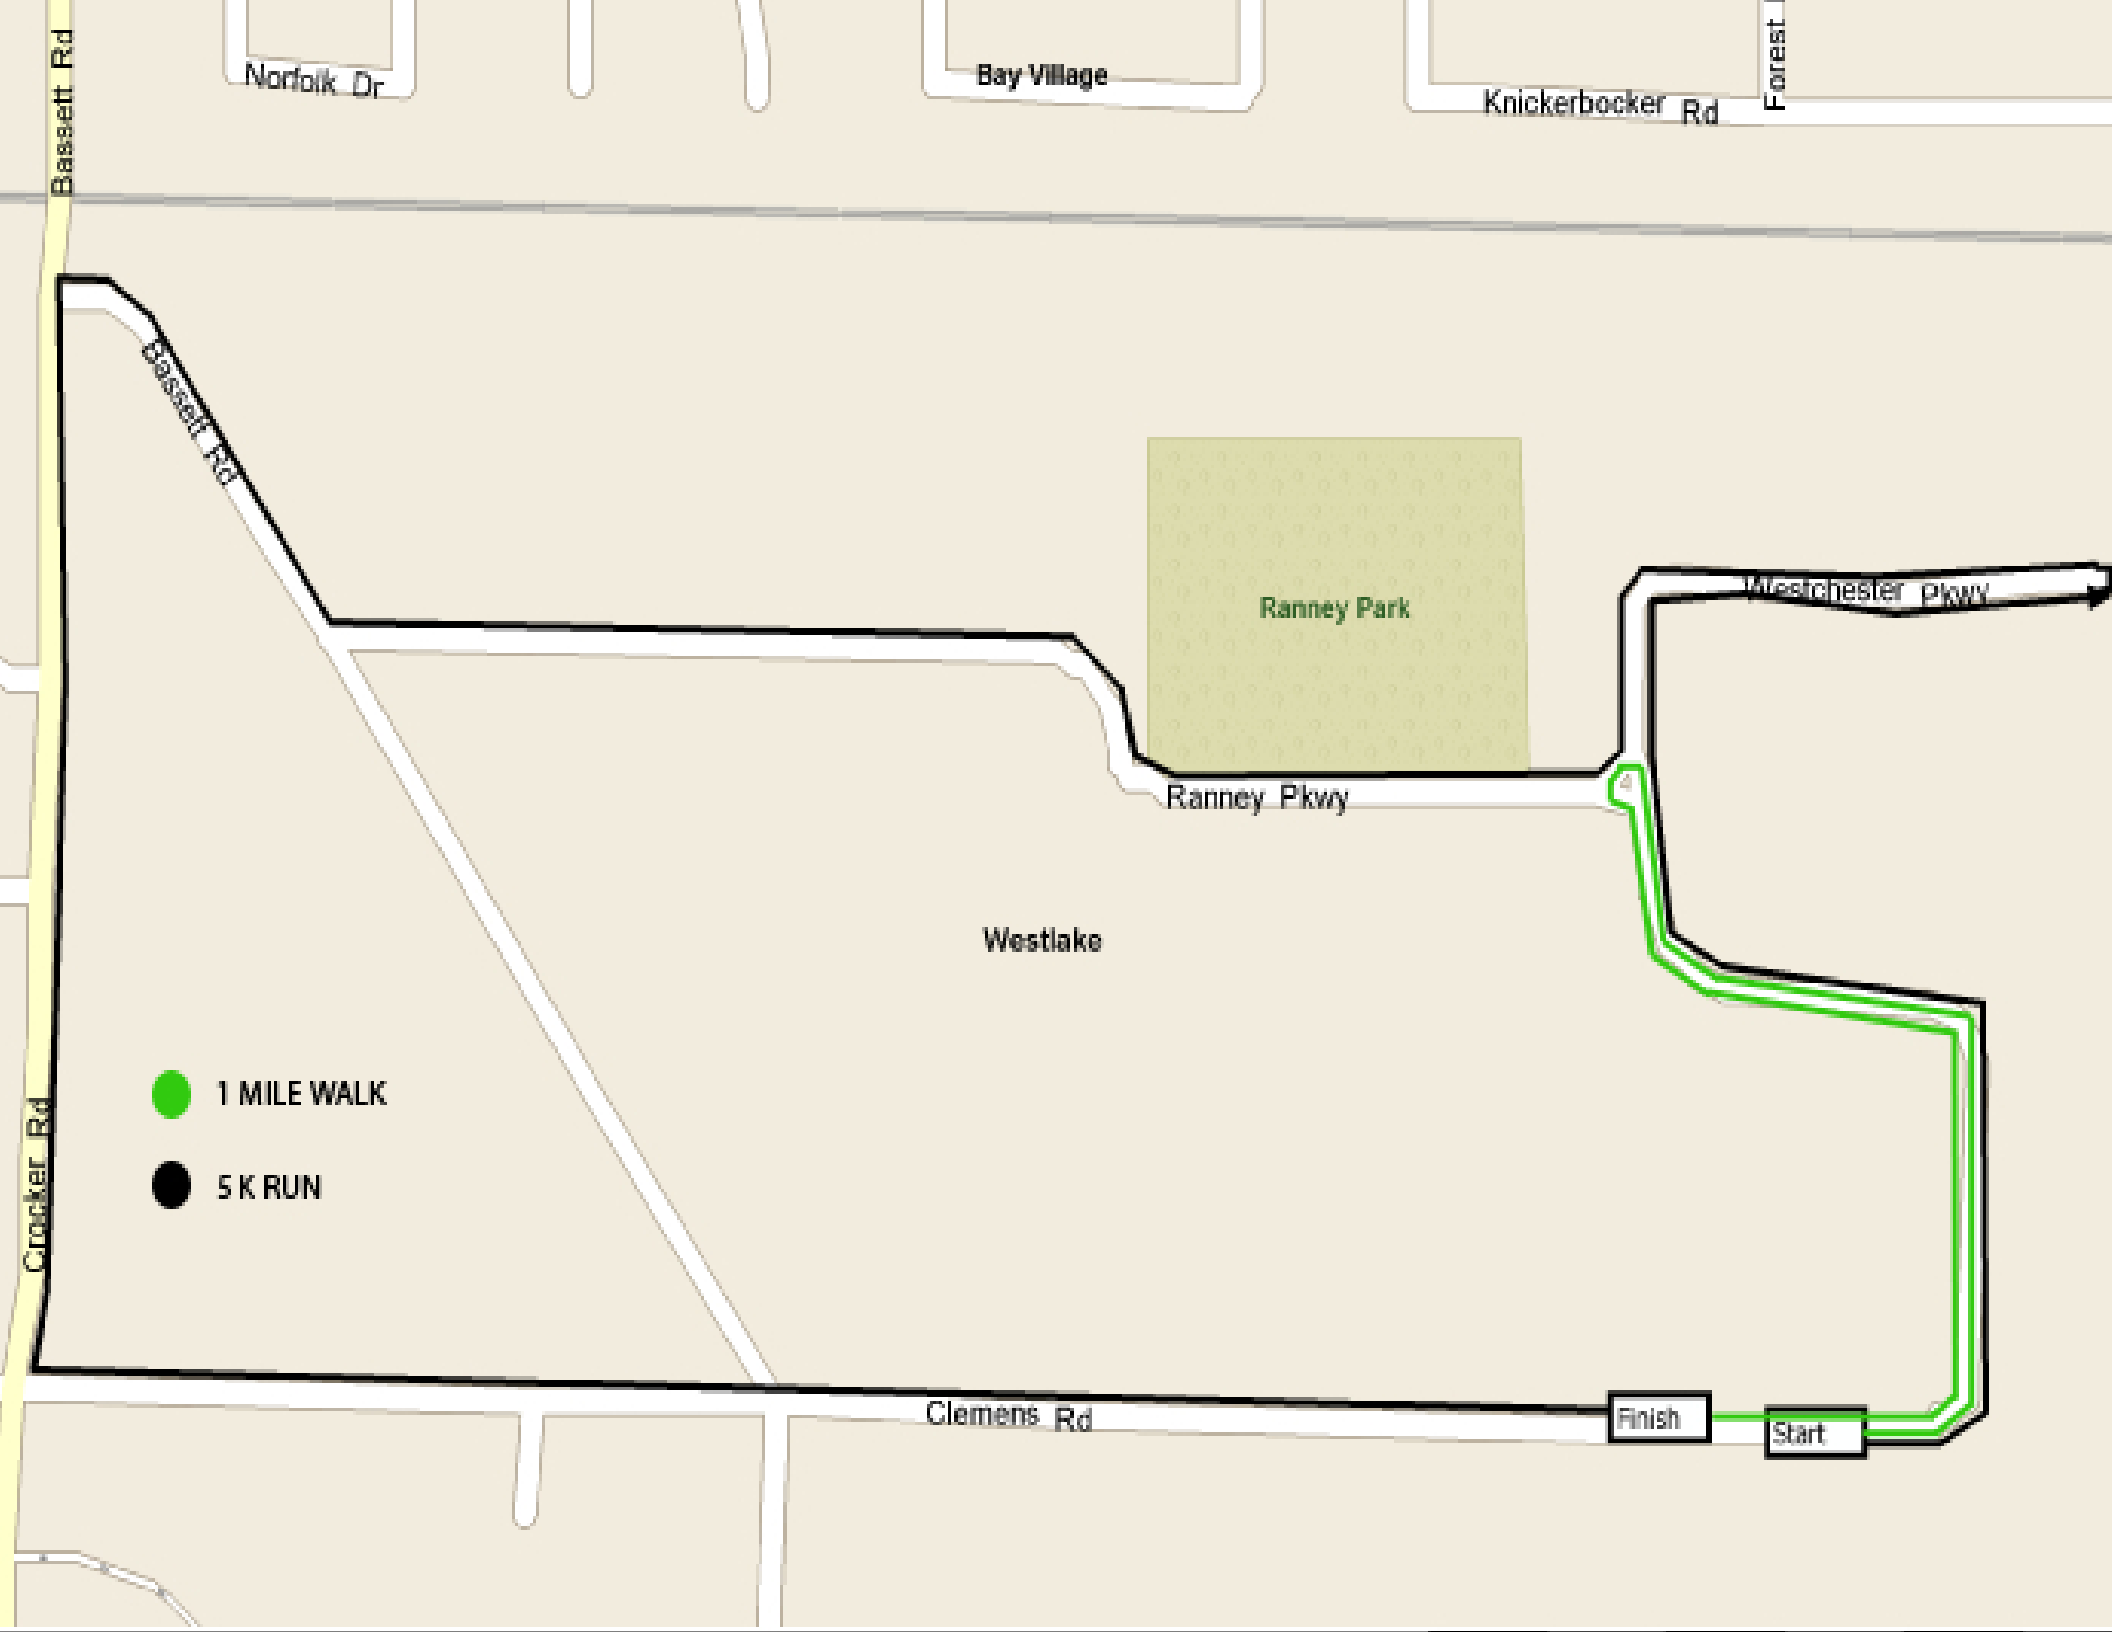 Bassett Rd
Norfolk Dr
Bay Village
Knickerbocker Rd
Forest
Bassett Rd
Ranney Park
Westchester Pkwy
Ranney Pkwy
Westlake
1 MILE WALK
5 K RUN
Crocker Rd
Clemens Rd
Finish
Start